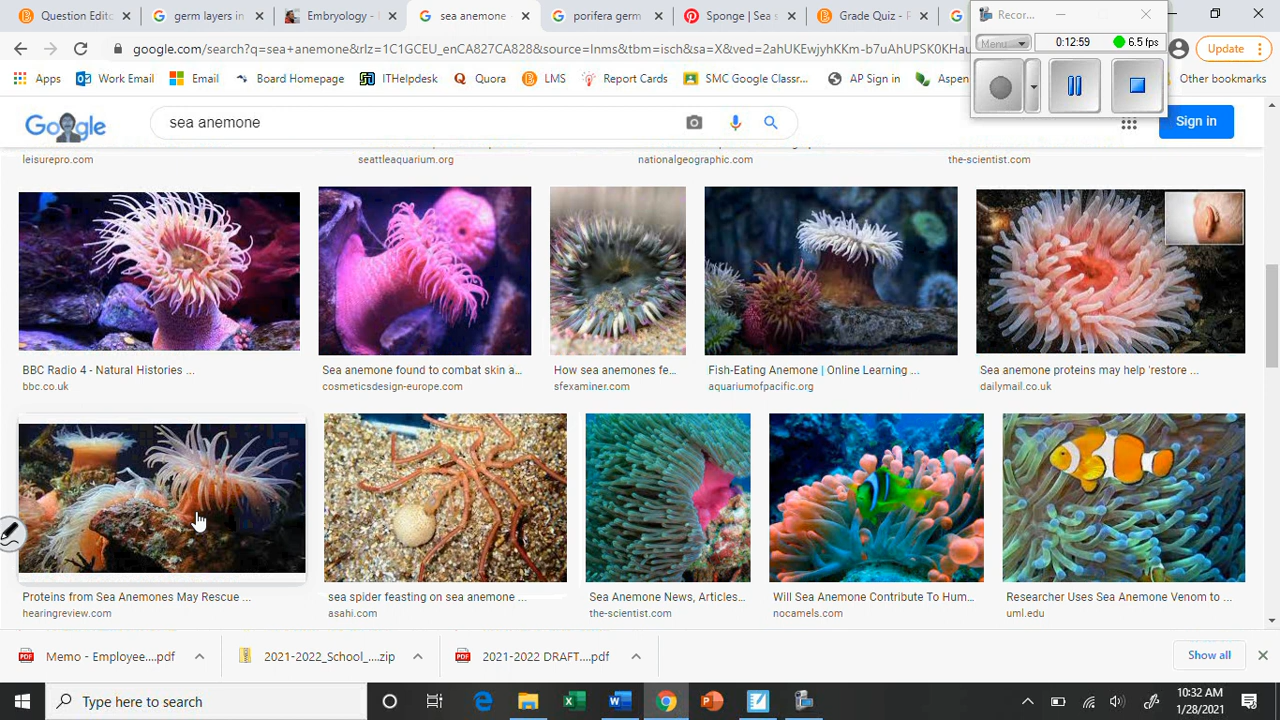 Question Edito
germ layers in
Embryology -
sea anemone -
porifera germ
Sponge | Sea s
Grade Quiz - F
Recor...
Menu
0:12:59
6.5 fps
google.com/search?q=sea+anemone&rlz=1C1GCEU_enCA827CA828&source=lnms&tbm=isch&sa=X&ved=2ahUKEwjyhKKm-b7uAhUPSK0KHau
Update
Apps
Work Email
Email
Board Homepage
ITHelpdesk
Quora
LMS
Report Cards
SMC Google Classr...
AP Sign in
Aspen
Other bookmarks
Google
sea anemone
Sign in
leisurepro.com
seattleaquarium.org
nationalgeographic.com
the-scientist.com
BBC Radio 4 - Natural Histories ...
bbc.co.uk
Sea anemone found to combat skin a...
cosmeticsdesign-europe.com
How sea anemones fe...
sfexaminer.com
Fish-Eating Anemone | Online Learning ...
aquariumofpacific.org
Sea anemone proteins may help 'restore ...
dailymail.co.uk
Proteins from Sea Anemones May Rescue ...
hearingreview.com
sea spider feasting on sea anemone ...
asahi.com
Sea Anemone News, Articles...
the-scientist.com
Will Sea Anemone Contribute To Hum...
nocamels.com
Researcher Uses Sea Anemone Venom to ...
uml.edu
Memo - Employee....pdf
2021-2022_School_....zip
2021-2022 DRAFT....pdf
Show all
Type here to search
10:32 AM
1/28/2021